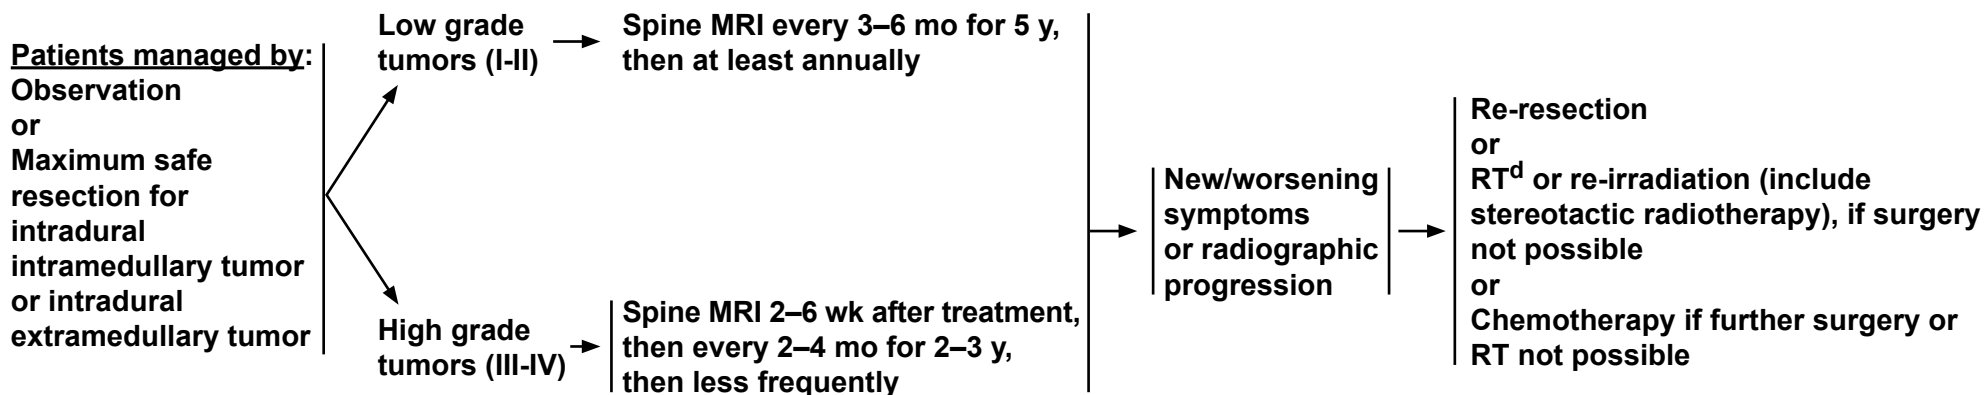 Patients managed by:
Observation
or
Maximum safe
resection for
intradural
intramedullary tumor
or intradural
extramedullary tumor
Low grade
tumors (I-II)
Spine MRI every 3–6 mo for 5 y,
then at least annually
High grade
tumors (III-IV)
Spine MRI 2–6 wk after treatment,
then every 2–4 mo for 2–3 y,
then less frequently
New/worsening
symptoms
or radiographic
progression
Re-resection
or
RTd or re-irradiation (include
stereotactic radiotherapy), if surgery
not possible
or
Chemotherapy if further surgery or
RT not possible